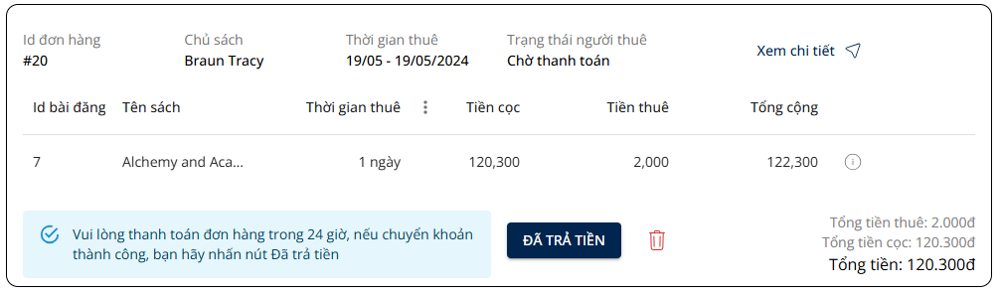 Id đơn hàng Chủ sách Thời gian thuê Trạng thái người thuê
#20 Braun Tracy 19/05 - 19/05/2024 Chờ thanh toán Xem chi tiết
Id bài đăng Tên sách Thời gian thuê Tiền cọc Tiền thuê Tổng cộng
7 Alchemy and Aca... 1 ngày 120,300 2,000 122,300
Vui lòng thanh toán đơn hàng trong 24 giờ, nếu chuyển khoản
thành công, bạn hãy nhấn nút Đã trả tiền
ĐÃ TRẢ TIỀN
Tổng tiền thuê: 2.000đ
Tổng tiền cọc: 120.300đ
Tổng tiền: 120.300đ